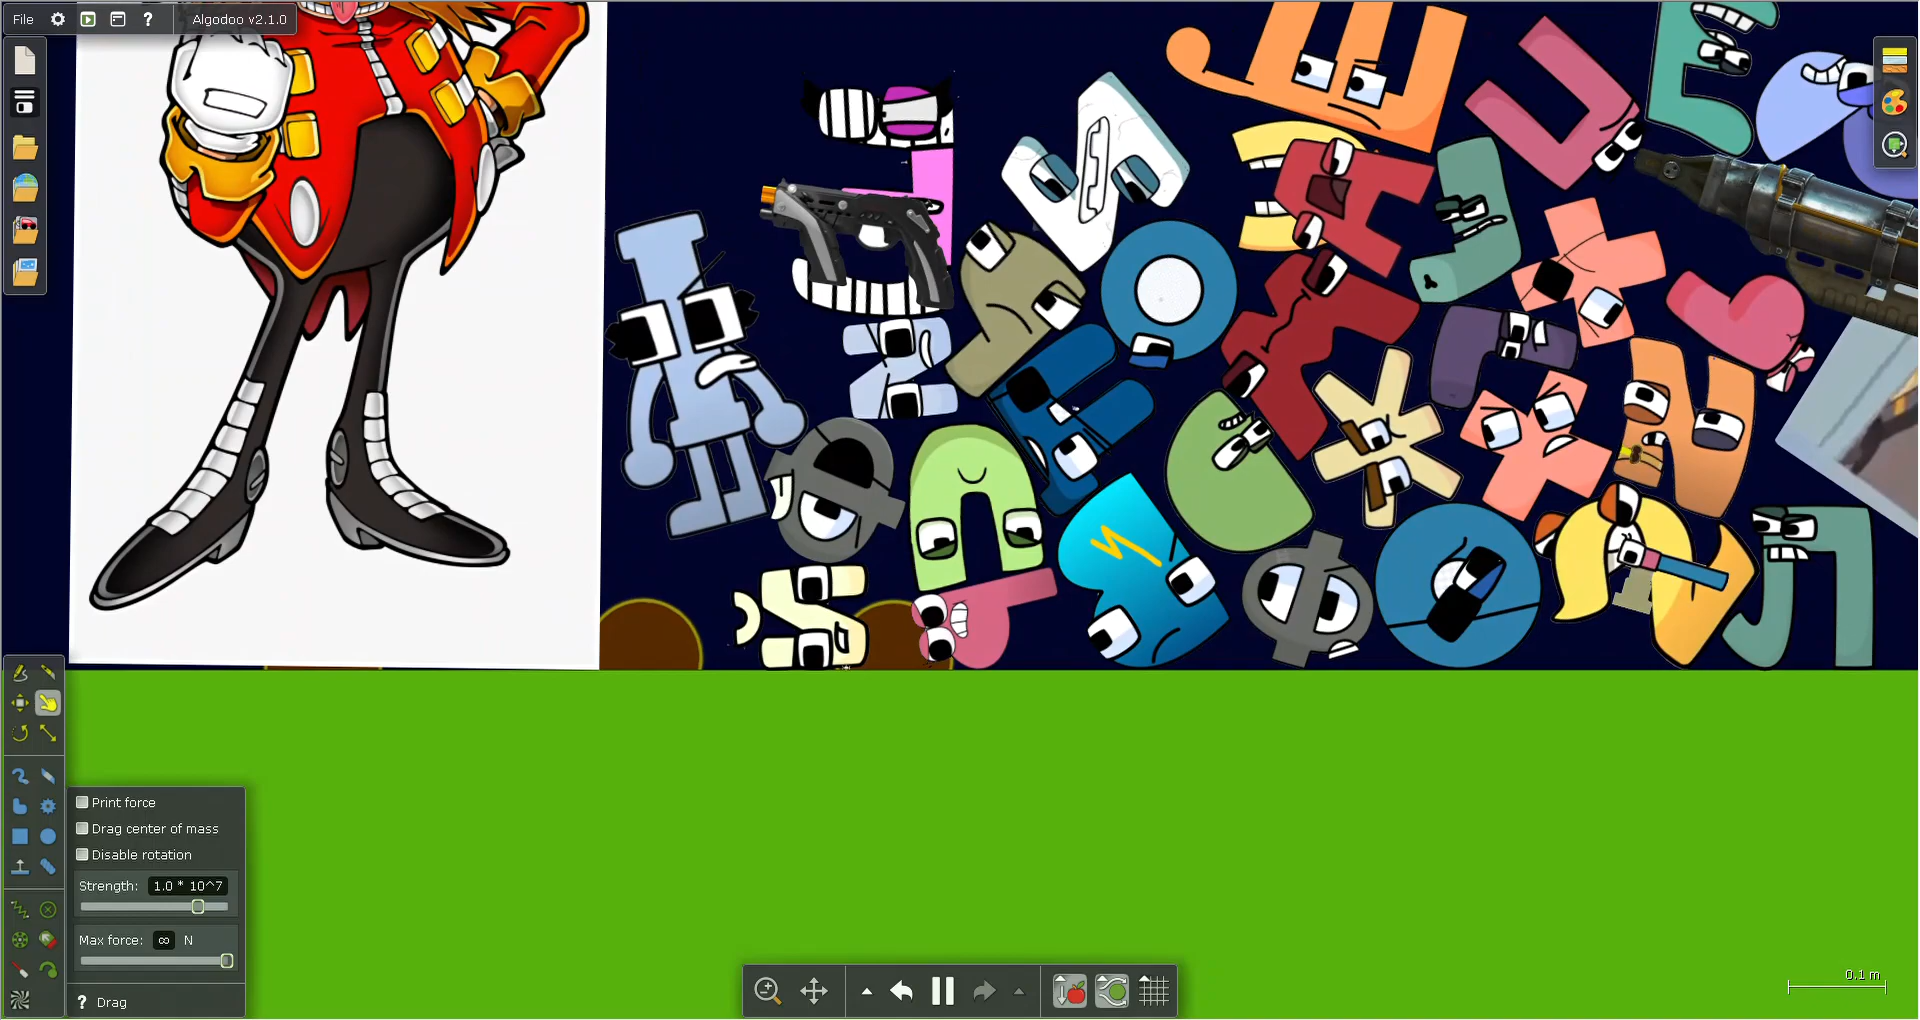 File ? Algodoo v2.1.0
Print force
Drag center of mass
Disable rotation
Strength: 1.0 * 10^7
Max force: ∞ N
? Drag
0.1 m